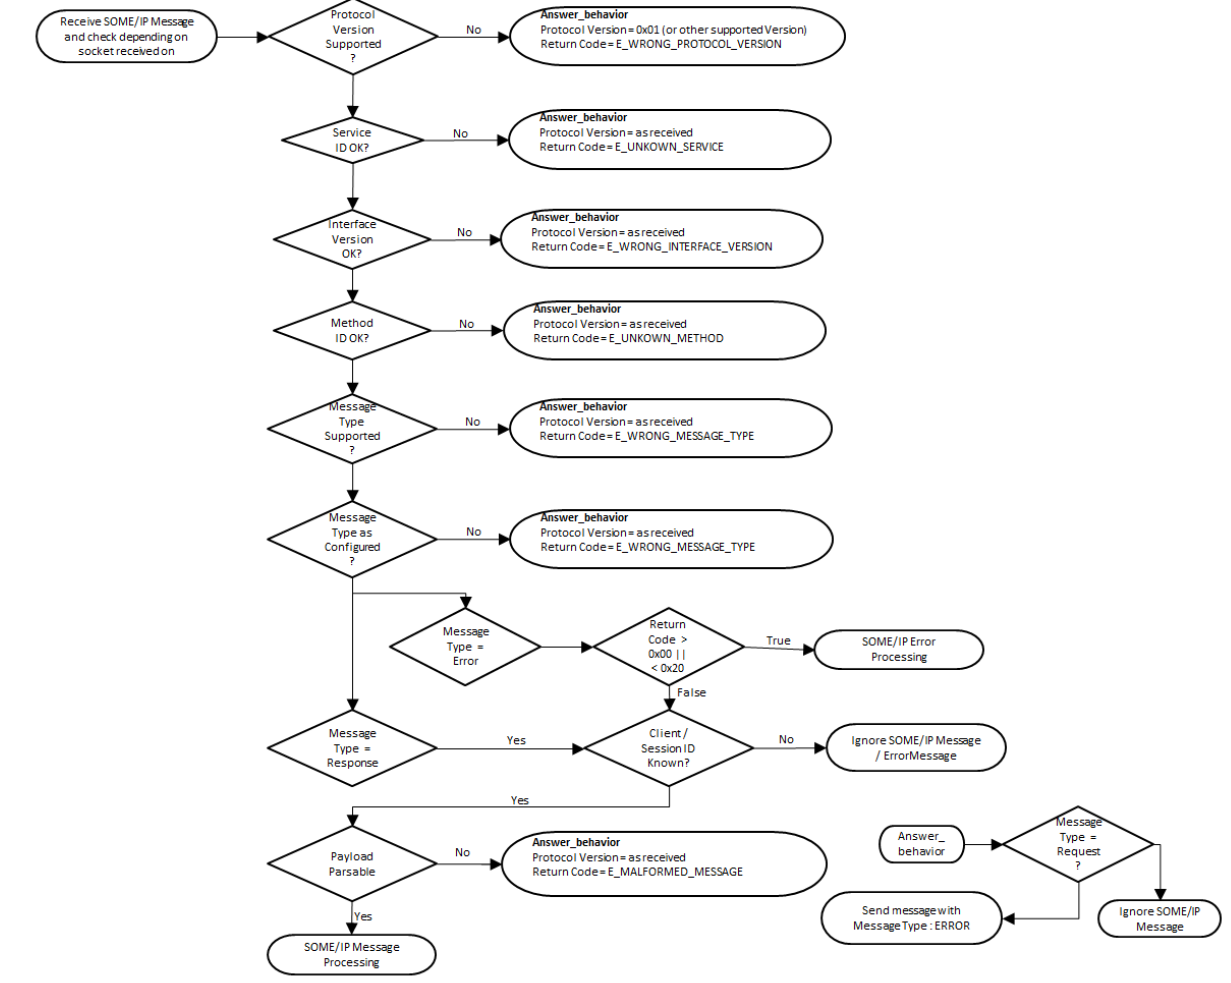 Receive SOME/IP Message
and check depending on
socket received on
Protocol
Version
Supported
?
No
Answer_behavior
Protocol Version = 0x01 (or other supported Version)
Return Code = E_WRONG_PROTOCOL_VERSION
Service
ID OK?
No
Answer_behavior
Protocol Version = as received
Return Code = E_UNKOWN_SERVICE
Interface
Version
OK?
No
Answer_behavior
Protocol Version = as received
Return Code = E_WRONG_INTERFACE_VERSION
Method
ID OK?
No
Answer_behavior
Protocol Version = as received
Return Code = E_UNKOWN_METHOD
Message
Type
Supported
?
No
Answer_behavior
Protocol Version = as received
Return Code = E_WRONG_MESSAGE_TYPE
Message
Type as
Configured
?
No
Answer_behavior
Protocol Version = as received
Return Code = E_WRONG_MESSAGE_TYPE
Message
Type =
Error
Return
Code >
0x00 ||
< 0x20
True
SOME/IP Error
Processing
False
Message
Type =
Response
Yes
Client /
Session ID
Known?
No
Ignore SOME/IP Message
/ ErrorMessage
Yes
Payload
Parsable
No
Answer_behavior
Protocol Version = as received
Return Code = E_MALFORMED_MESSAGE
Yes
SOME/IP Message
Processing
Answer_
behavior
Message
Type =
Request
?
Send message with
Message Type : ERROR
Ignore SOME/IP
Message